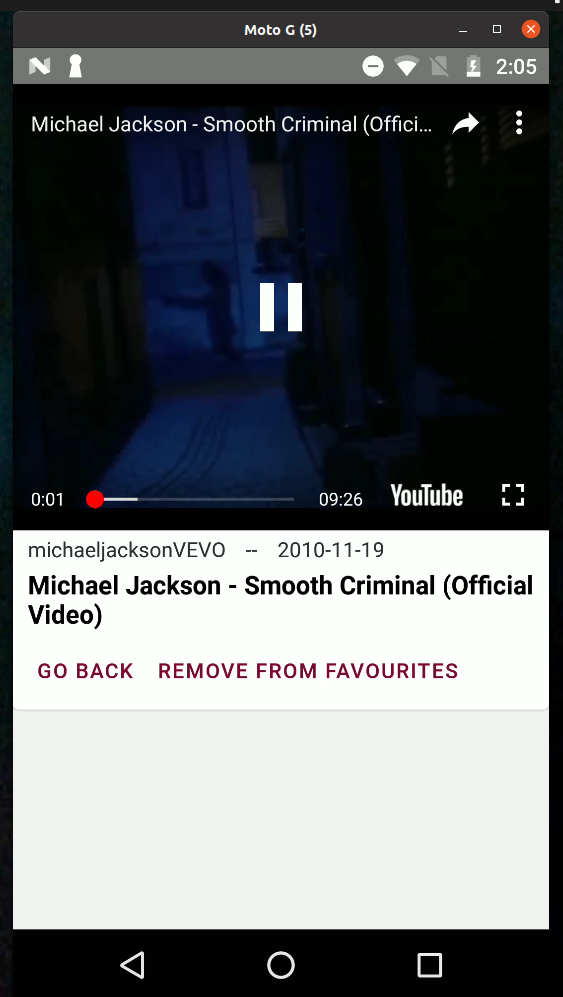 Moto G (5)
2:05
Michael Jackson - Smooth Criminal (Offici...
0:01 09:26 YouTube
michaeljacksonVEVO -- 2010-11-19
Michael Jackson - Smooth Criminal (Official
Video)
GO BACK REMOVE FROM FAVOURITES